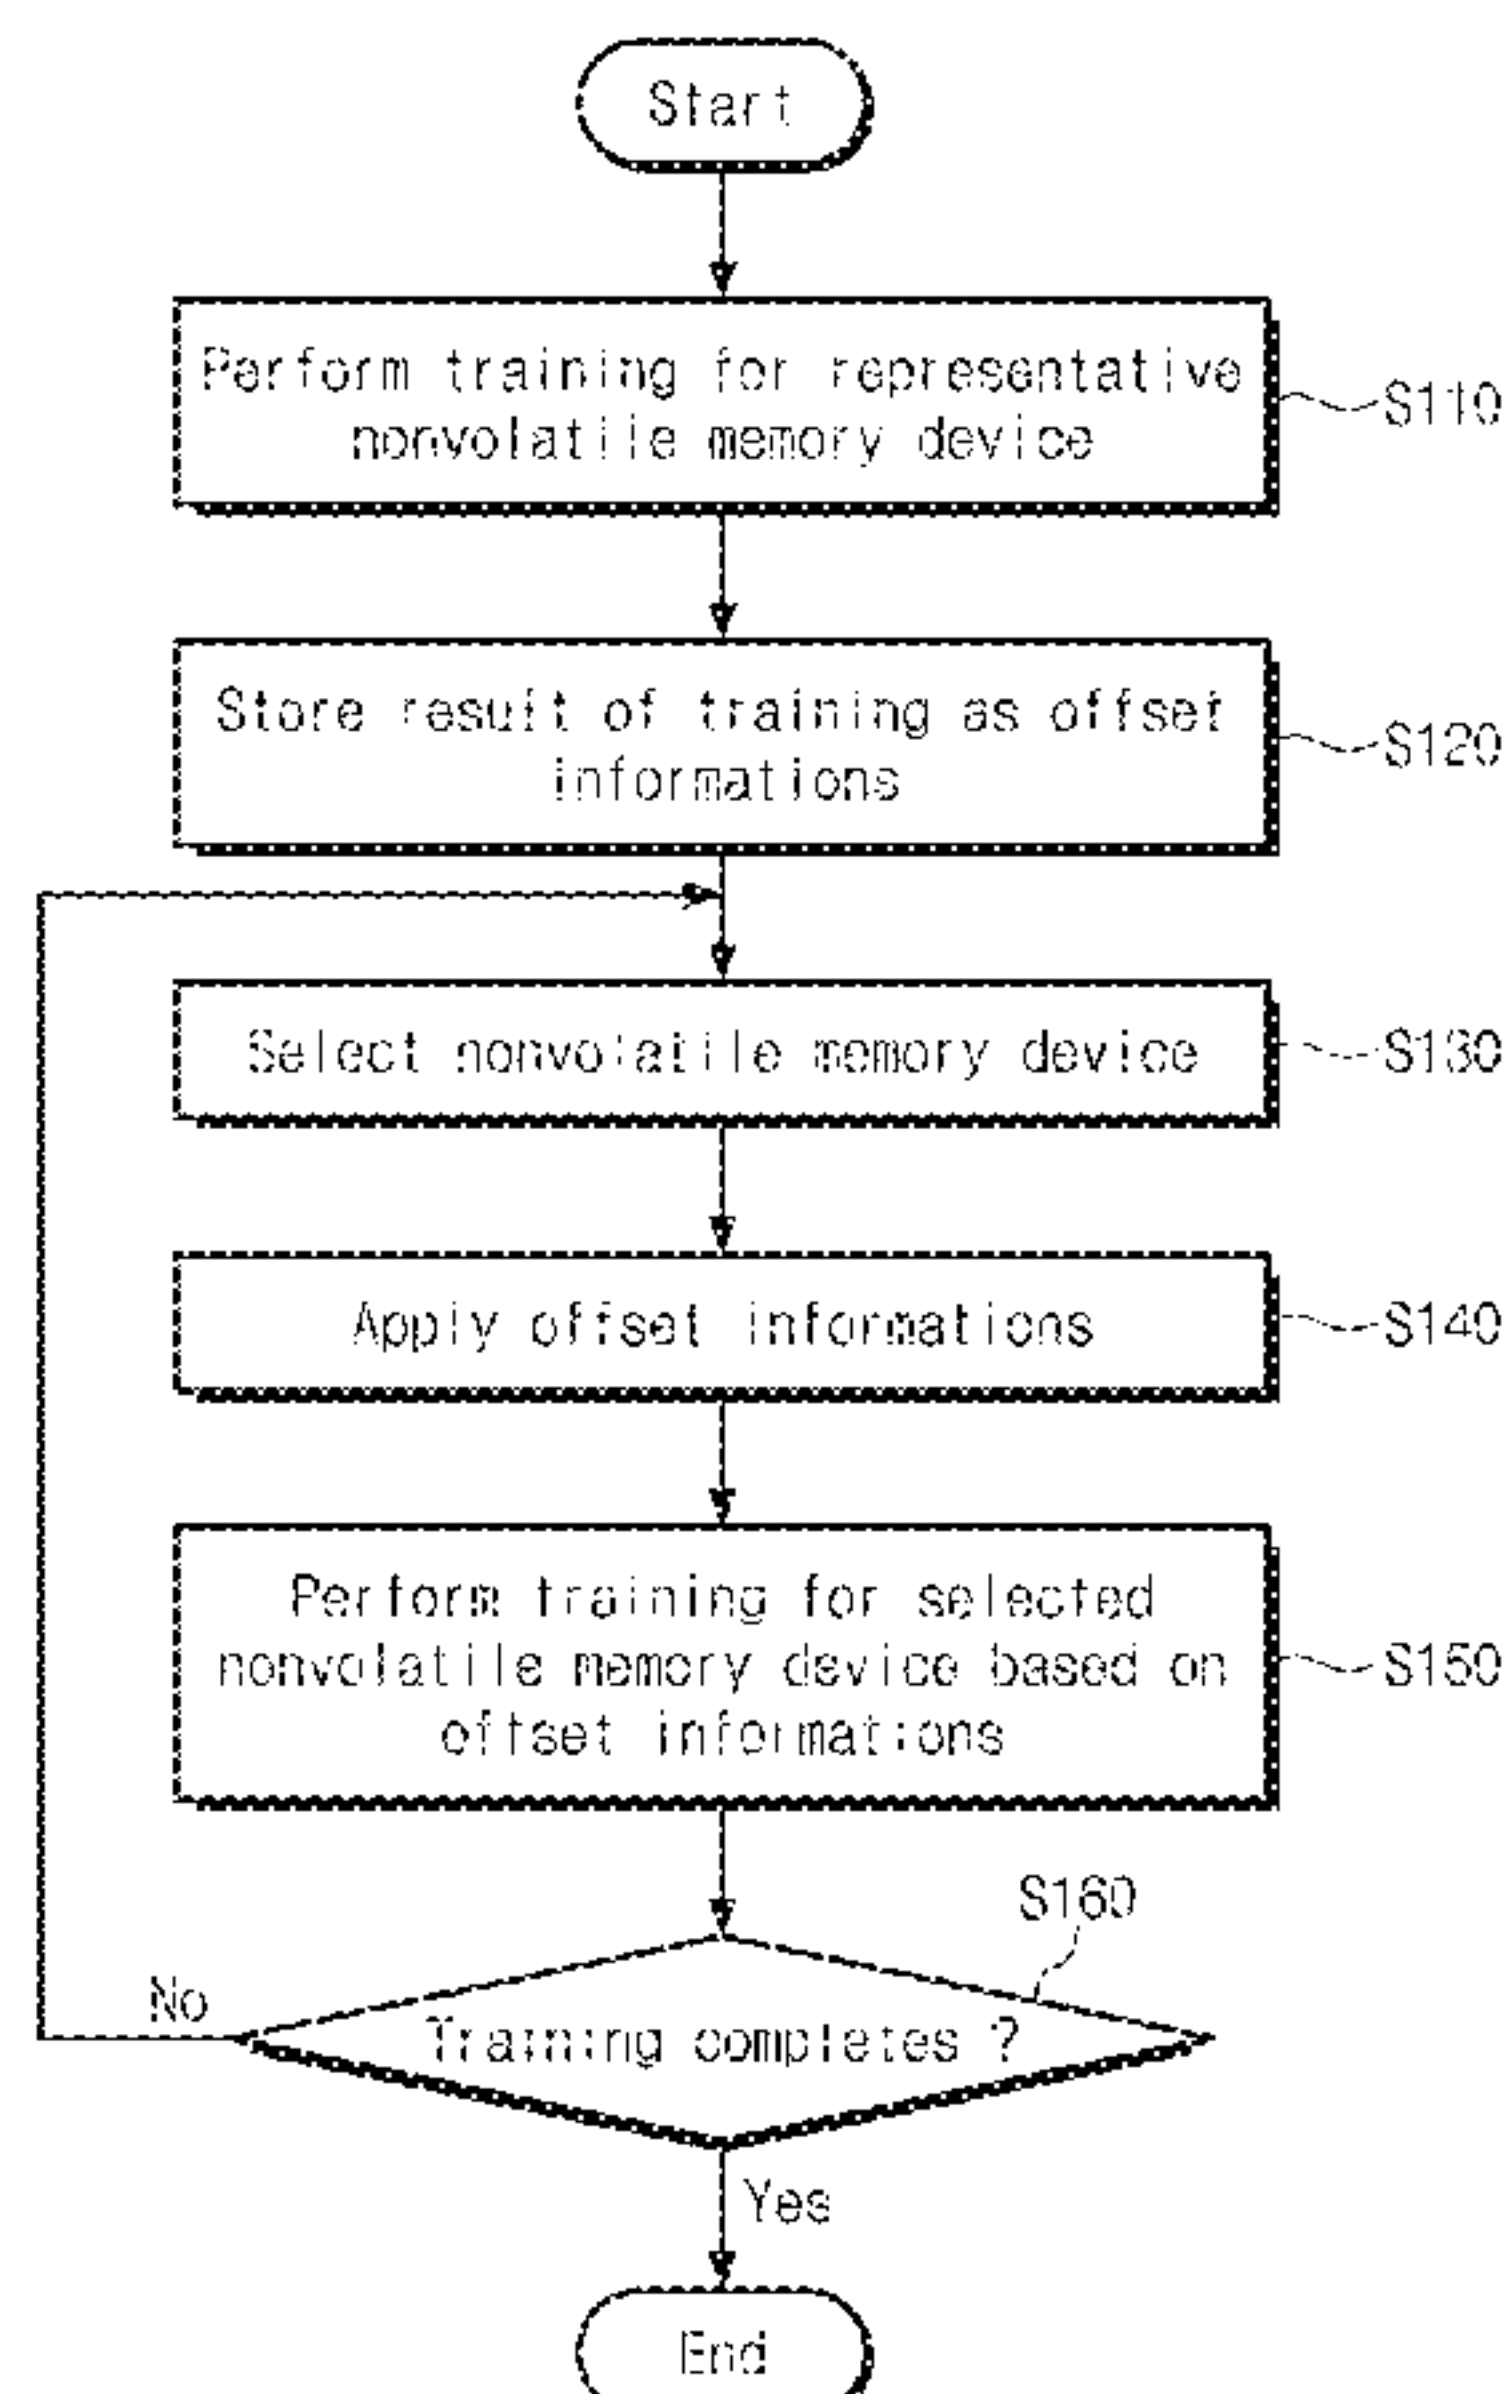 Start
Perform training for representative
nonvolatile memory device
S110
Store result of training as offset
informations
S120
Select nonvolatile memory device
S130
Apply offset informations
S140
Perform training for selected
nonvolatile memory device based on
offset informations
S150
S160
No
Training completes ?
Yes
End